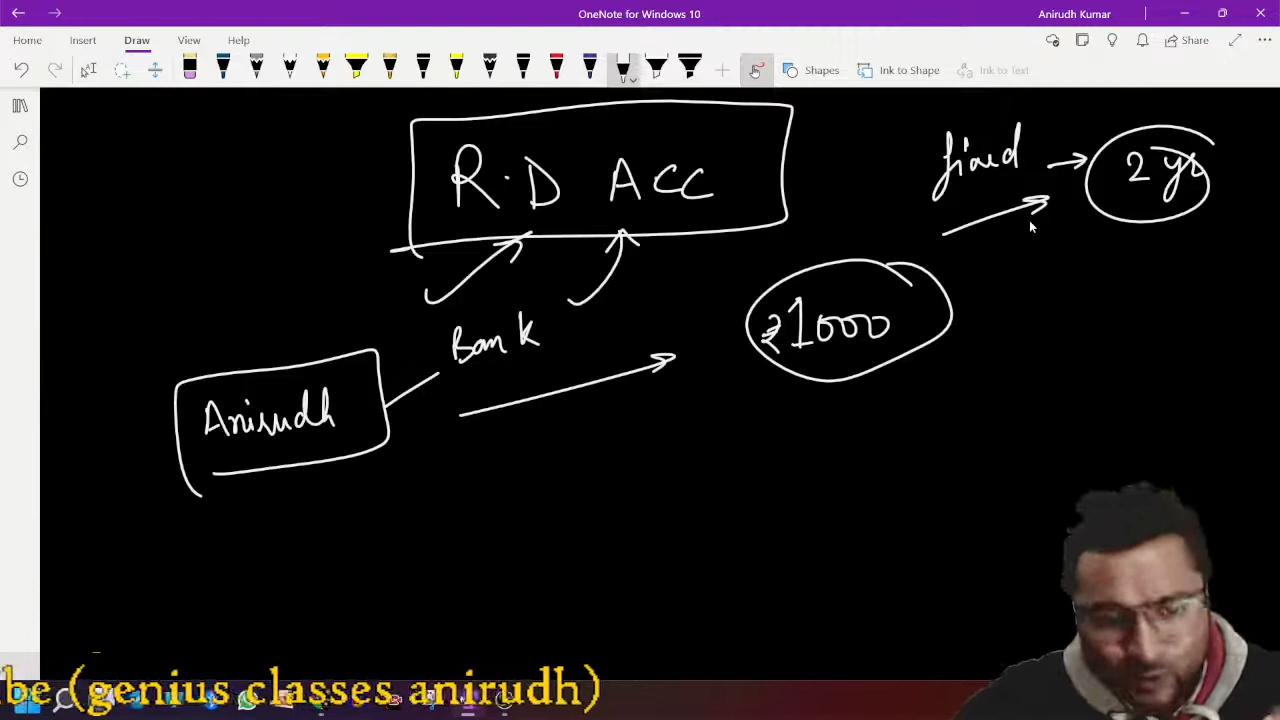 OneNote for Windows 10
Anirudh Kumar
Home Insert Draw View Help
Share
Shapes
Ink to Shape
Ink to Text
R.D ACC
fixed → 2 yr
₹1000
Bank
Anirudh
be (genius classes anirudh)